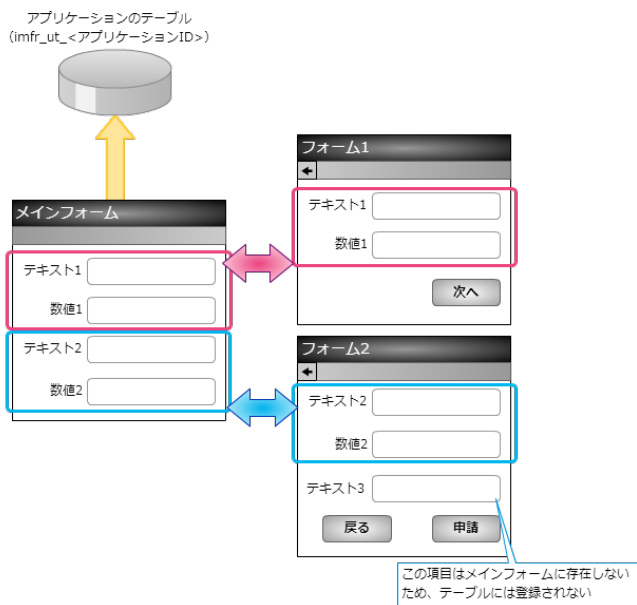 アプリケーションのテーブル
（imfr_ut_<アプリケーションID>）
メインフォーム
テキスト1
数値1
テキスト2
数値2
フォーム1
テキスト1
数値1
次へ
フォーム2
テキスト2
数値2
テキスト3
戻る
申請
この項目はメインフォームに存在しない
ため、テーブルには登録されない